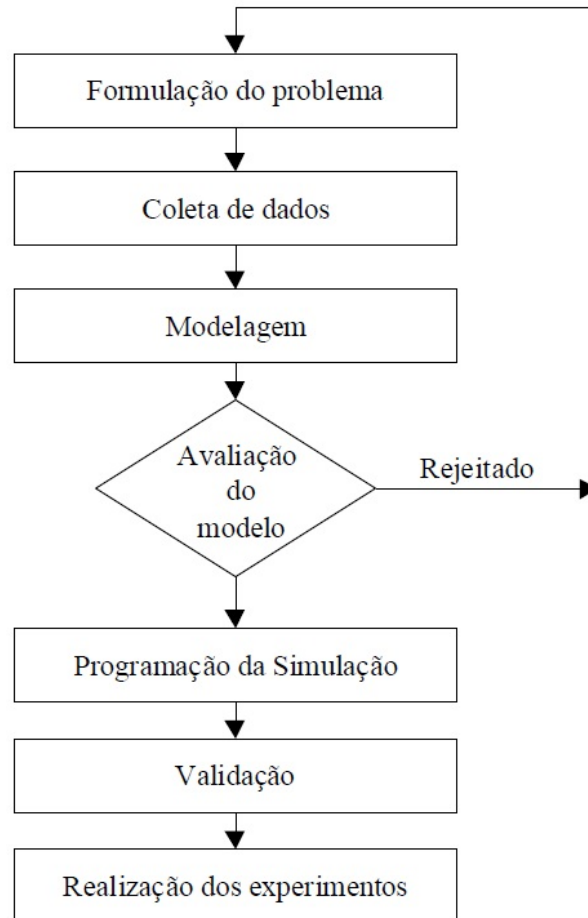 Formulação do problema
Coleta de dados
Modelagem
Avaliação
do
modelo
Rejeitado
Programação da Simulação
Validação
Realização dos experimentos